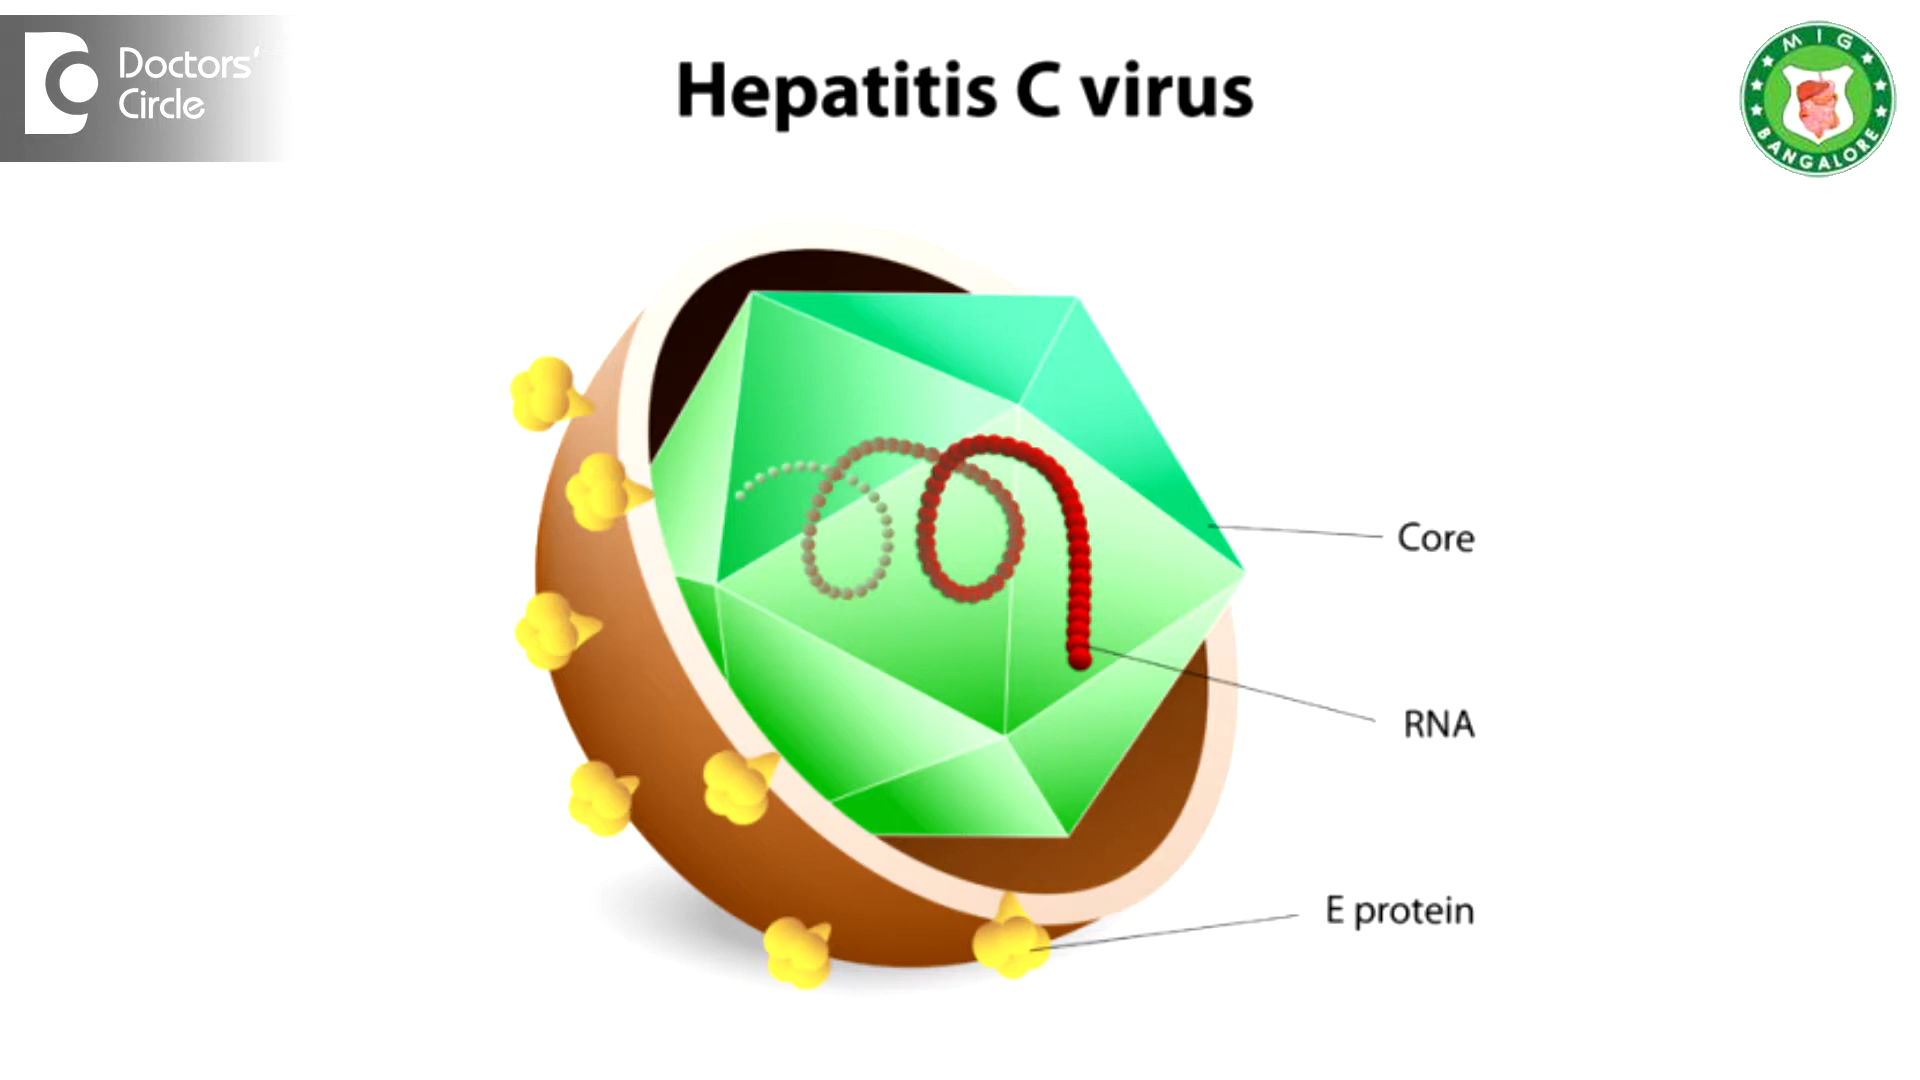 Doctors'
Circle
Hepatitis C virus
MIG
BANGALORE
Core
RNA
E protein